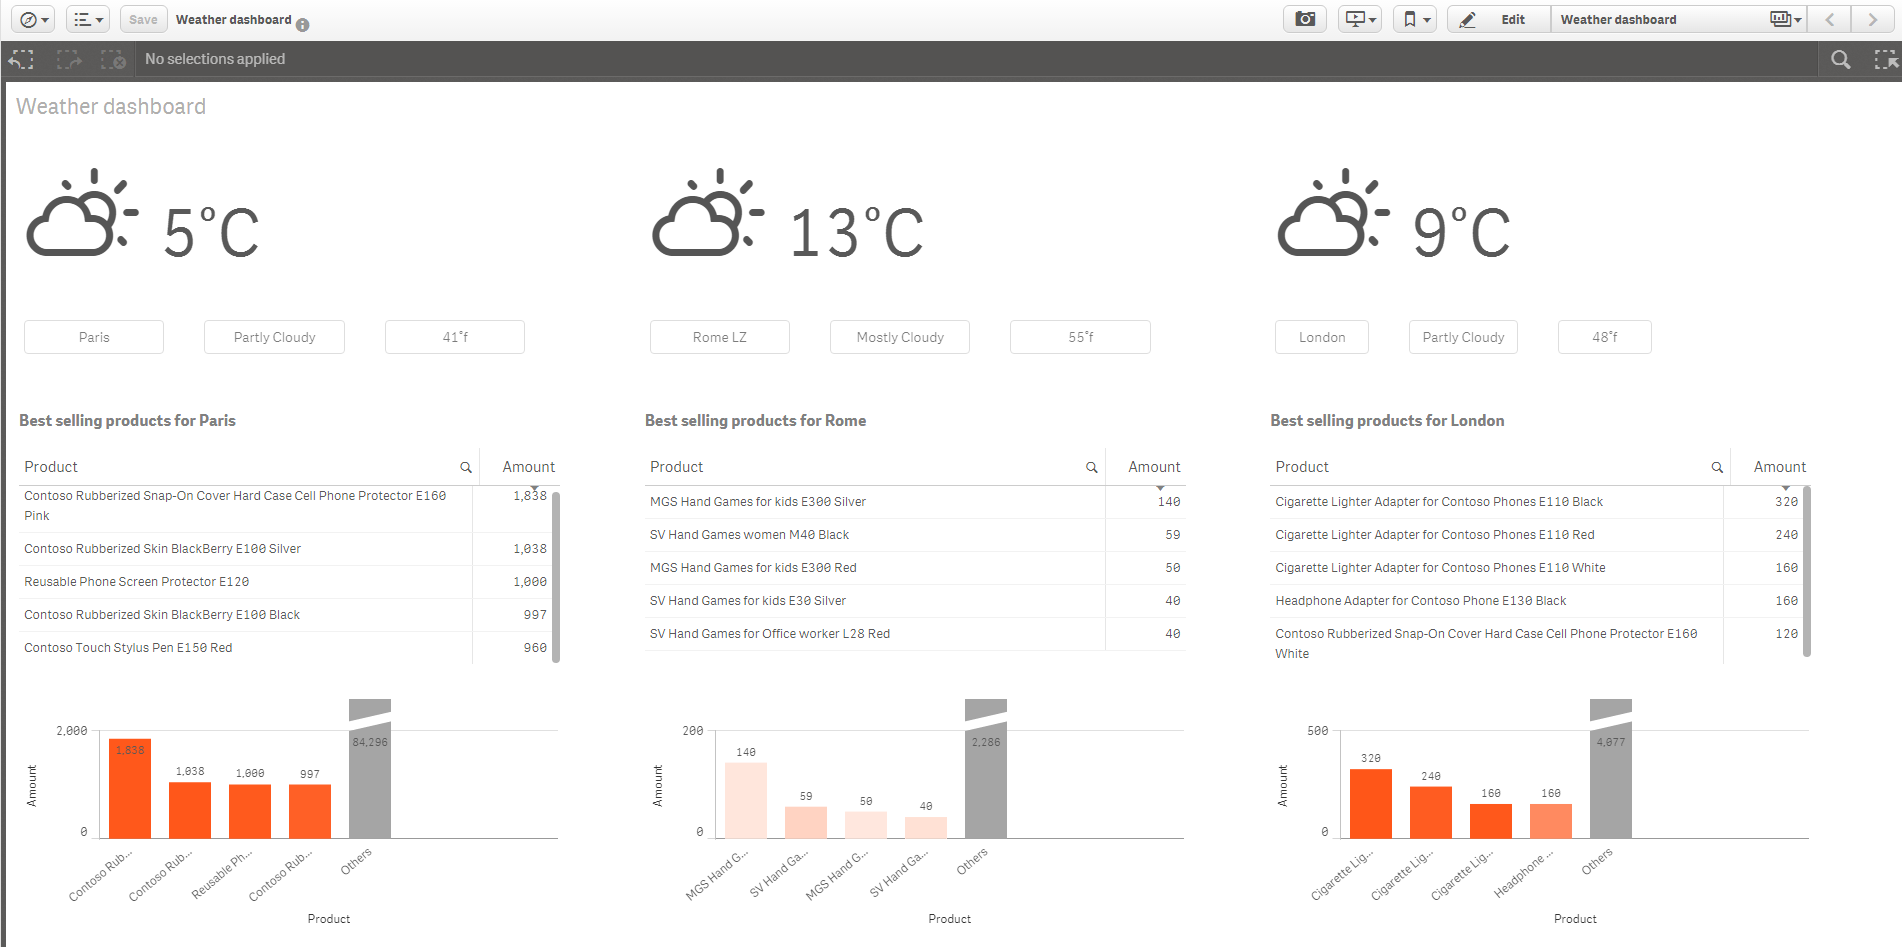 Save
Weather dashboard
Edit
Weather dashboard
No selections applied
Weather dashboard
5°C
13°C
9°C
Paris
Partly Cloudy
41°f
Rome LZ
Mostly Cloudy
55°f
London
Partly Cloudy
48°f
Best selling products for Paris
Product Amount
Contoso Rubberized Snap-On Cover Hard Case Cell Phone Protector E160 1,838
Pink
Contoso Rubberized Skin BlackBerry E100 Silver 1,038
Reusable Phone Screen Protector E120 1,000
Contoso Rubberized Skin BlackBerry E100 Black 997
Contoso Touch Stylus Pen E150 Red 960
Best selling products for Rome
Product Amount
MGS Hand Games for kids E300 Silver 140
SV Hand Games women M40 Black 59
MGS Hand Games for kids E300 Red 50
SV Hand Games for kids E30 Silver 40
SV Hand Games for Office worker L28 Red 40
Best selling products for London
Product Amount
Cigarette Lighter Adapter for Contoso Phones E110 Black 320
Cigarette Lighter Adapter for Contoso Phones E110 Red 240
Cigarette Lighter Adapter for Contoso Phones E110 White 160
Headphone Adapter for Contoso Phone E130 Black 160
Contoso Rubberized Snap-On Cover Hard Case Cell Phone Protector E160 120
White
Amount
2,000
0
1,838
1,038
1,000
997
84,296
Contoso Rub...
Contoso Rub...
Reusable Ph...
Contoso Rub...
Others
Product
Amount
200
0
140
59
50
40
2,286
MGS Hand G...
SV Hand Ga...
MGS Hand G...
SV Hand Ga...
Others
Product
Amount
500
0
320
240
160
160
4,077
Cigarette Lig...
Cigarette Lig...
Cigarette Lig...
Headphone ...
Others
Product